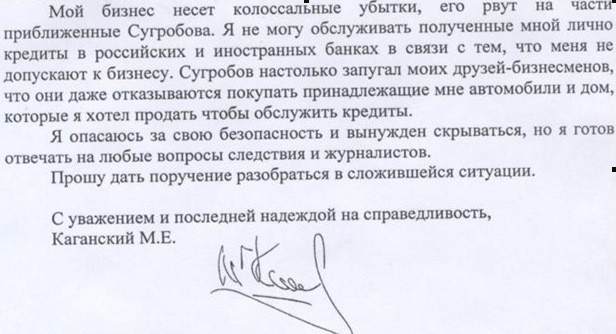 Мой бизнес несет колоссальные убытки, его рвут на части
приближенные Сугробова. Я не могу обслуживать полученные мной лично
кредиты в российских и иностранных банках в связи с тем, что меня не
допускают к бизнесу. Сугробов настолько запугал моих друзей-бизнесменов,
что они даже отказываются покупать принадлежащие мне автомобили и дом,
которые я хотел продать чтобы обслужить кредиты.
Я опасаюсь за свою безопасность и вынужден скрываться, но я готов
отвечать на любые вопросы следствия и журналистов.
Прошу дать поручение разобраться в сложившейся ситуации.
С уважением и последней надеждой на справедливость,
Каганский М.Е.